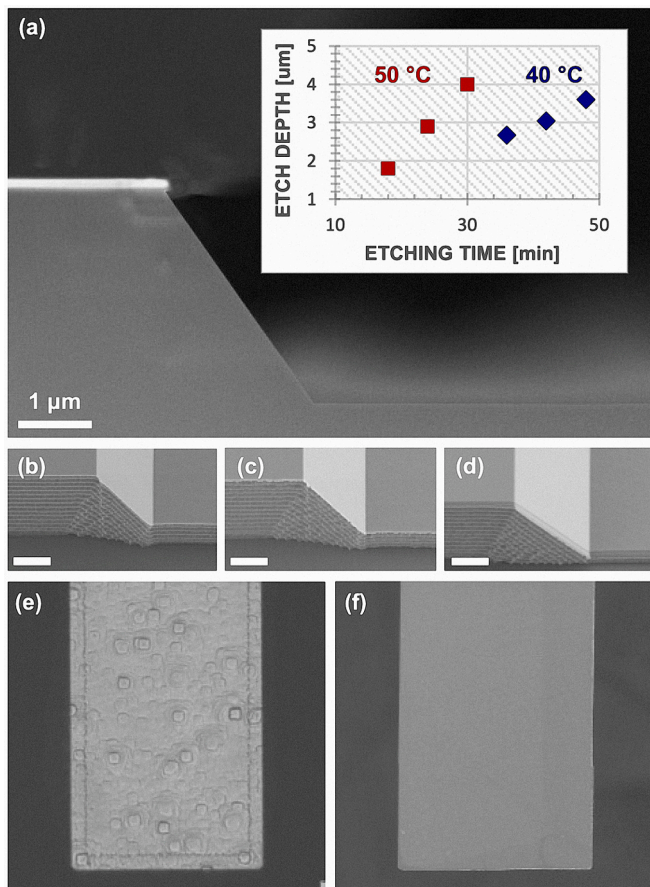 (a)
5
4
3
2
1
ETCH DEPTH [um]
50 °C
40 °C
10
30
50
ETCHING TIME [min]
1 µm
(b)
(c)
(d)
(e)
(f)